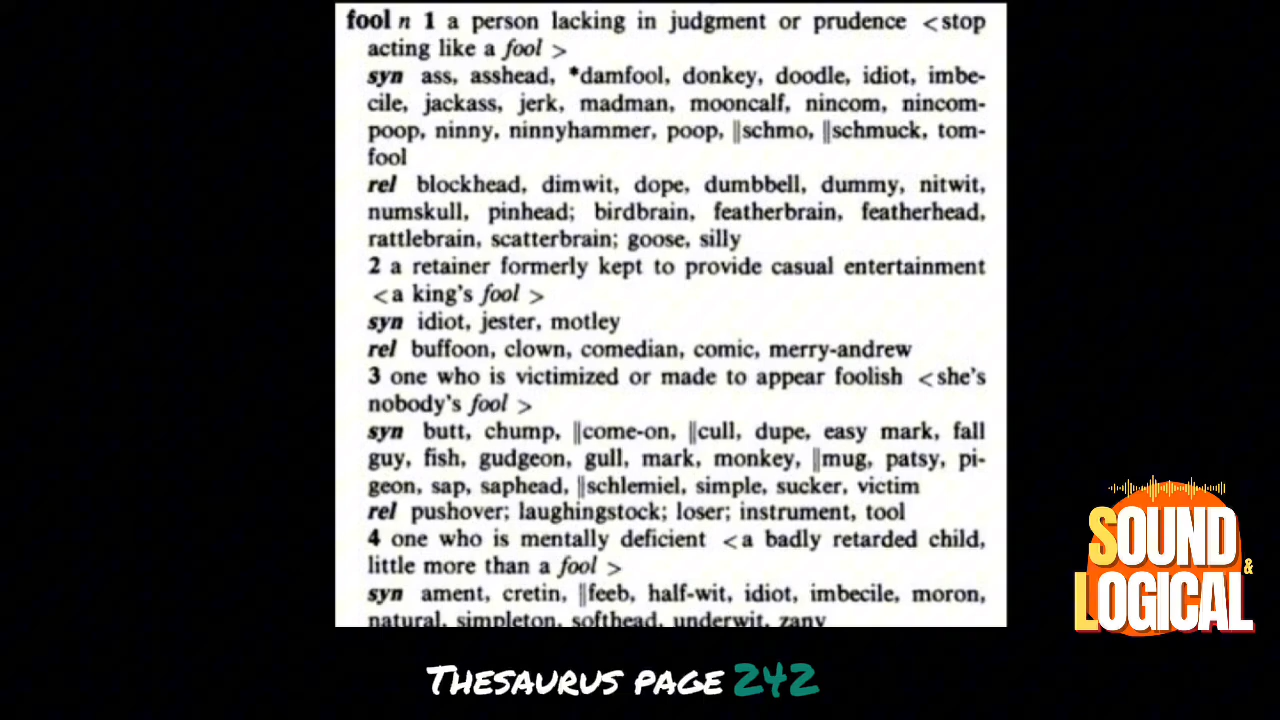 fool n 1 a person lacking in judgment or prudence <stop
acting like a fool >
syn ass, asshead, *damfool, donkey, doodle, idiot, imbe-
cile, jackass, jerk, madman, mooncalf, nincom, nincom-
poop, ninny, ninnyhammer, poop, ‖schmo, ‖schmuck, tom-
fool
rel blockhead, dimwit, dope, dumbbell, dummy, nitwit,
numskull, pinhead; birdbrain, featherbrain, featherhead,
rattlebrain, scatterbrain; goose, silly
2 a retainer formerly kept to provide casual entertainment
<a king's fool >
syn idiot, jester, motley
rel buffoon, clown, comedian, comic, merry-andrew
3 one who is victimized or made to appear foolish <she's
nobody's fool >
syn butt, chump, ‖come-on, ‖cull, dupe, easy mark, fall
guy, fish, gudgeon, gull, mark, monkey, ‖mug, patsy, pi-
geon, sap, saphead, ‖schlemiel, simple, sucker, victim
rel pushover; laughingstock; loser; instrument, tool
4 one who is mentally deficient <a badly retarded child,
little more than a fool >
syn ament, cretin, ‖feeb, half-wit, idiot, imbecile, moron,
natural, simpleton, softhead, underwit, zany
SOUND
&
LOGICAL
THESAURUS PAGE 242